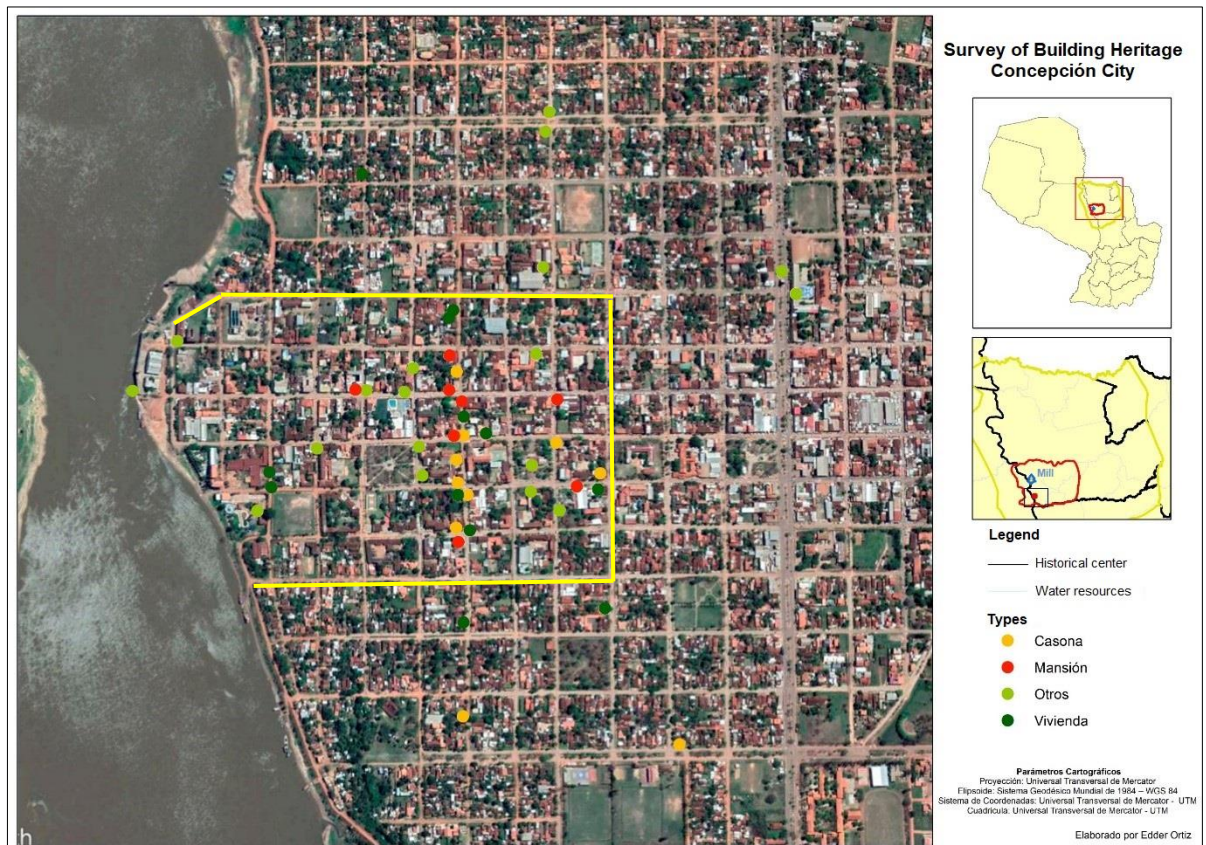 Survey of Building Heritage
Concepción City
Mill
Legend
Historical center
Water resources
Types
Casona
Mansión
Otros
Vivienda
Parámetros Cartográficos
Proyección: Universal Transversal de Mercator
Elipsoide: Sistema Geodésico Mundial de 1984 – WGS 84
Sistema de Coordenadas: Universal Transversal de Mercator - UTM
Cuadrícula: Universal Transversal de Mercator - UTM
Elaborado por Edder Ortiz